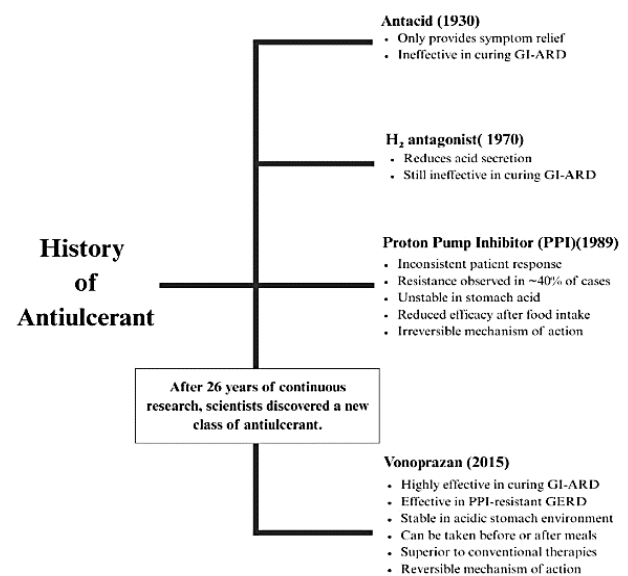 History
of
Antiulcerant
Antacid (1930)
• Only provides symptom relief
• Ineffective in curing GI-ARD
H₂ antagonist( 1970)
• Reduces acid secretion
• Still ineffective in curing GI-ARD
Proton Pump Inhibitor (PPI)(1989)
• Inconsistent patient response
• Resistance observed in ~40% of cases
• Unstable in stomach acid
• Reduced efficacy after food intake
• Irreversible mechanism of action
After 26 years of continuous
research, scientists discovered a new
class of antiulcerant.
Vonoprazan (2015)
• Highly effective in curing GI-ARD
• Effective in PPI-resistant GERD
• Stable in acidic stomach environment
• Can be taken before or after meals
• Superior to conventional therapies
• Reversible mechanism of action